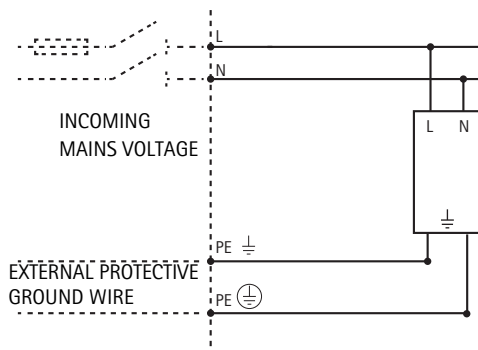 L
N
INCOMING
MAINS VOLTAGE
L N
PE
EXTERNAL PROTECTIVE
GROUND WIRE
PE